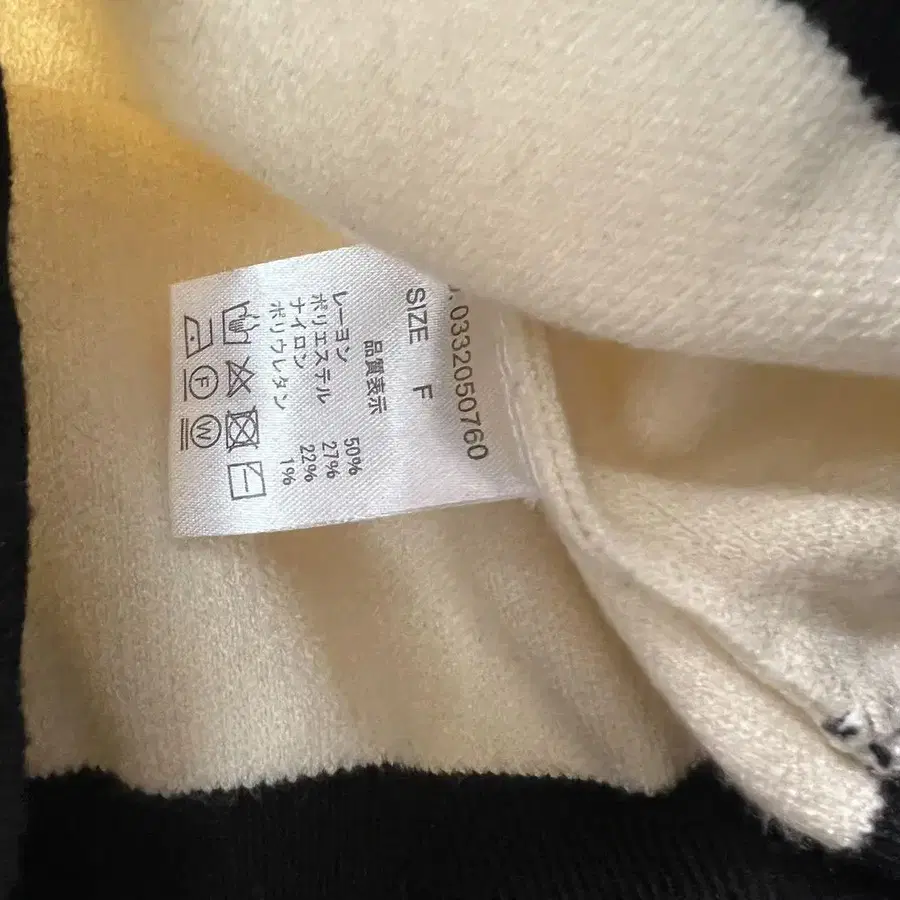 .0332050760
SIZE F
品質表示
レーヨン 50%
ポリエステル 27%
ナイロン 22%
ポリウレタン 1%
F W